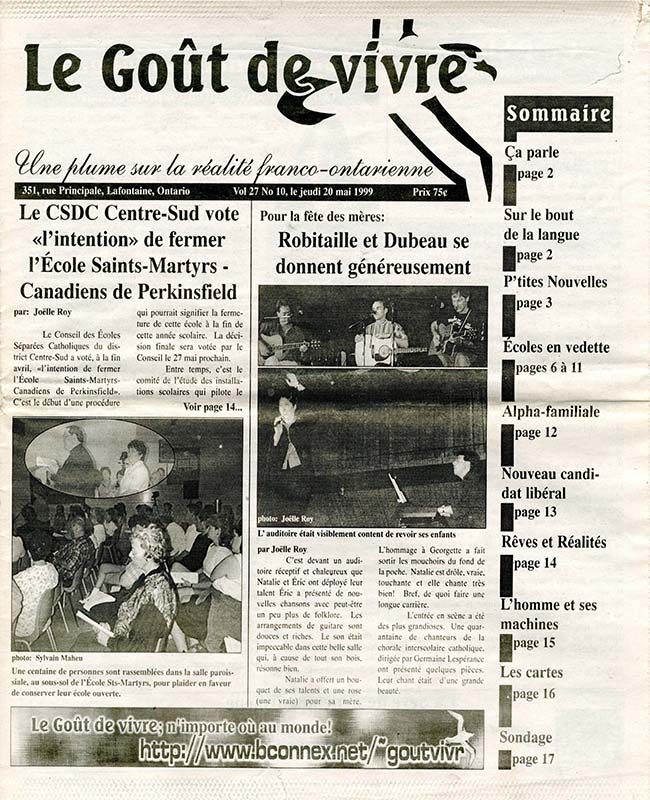 Le Goût de vivre
Une plume sur la réalité franco-ontarienne
351, rue Principale, Lafontaine, Ontario Vol 27 No 10, le jeudi 20 mai 1999 Prix 75¢
Le CSDC Centre-Sud vote
«l'intention» de fermer
l'École Saints-Martyrs -
Canadiens de Perkinsfield
par: Joëlle Roy
Le Conseil des Écoles
Séparées Catholiques du dis-
trict Centre-Sud a voté, à la fin
avril, «l'intention de fermer
l'École Saints-Martyrs-
Canadiens de Perkinsfield».
C'est le début d'une procédure
qui pourrait signifier la ferme-
ture de cette école à la fin de
cette année scolaire. La déci-
sion finale sera votée par le
Conseil le 27 mai prochain.
Entre temps, c'est le
comité de l'étude des installa-
tions scolaires qui pilote le
Voir page 14...
photo: Sylvain Maheu
Une centaine de personnes sont rassemblées dans la salle parois-
siale, au sous-sol de l'École Sts-Martyrs, pour plaider en faveur
de conserver leur école ouverte.
Pour la fête des mères:
Robitaille et Dubeau se
donnent généreusement
photo: Joëlle Roy
L'auditoire était visiblement content de revoir ses enfants
par Joëlle Roy
C'est devant un audi-
toire réceptif et chaleureux que
Natalie et Éric ont déployé leur
talent Éric a présenté de nou-
velles chansons avec peut-être
un peu plus de folklore. Les
arrangements de guitare sont
douces et riches. Le son était
impeccable dans cette belle salle
qui, à cause de tout son bois,
résonne bien.
Natalie a offert un bou-
quet de ses talents et une rose
(une vraie) pour sa mère.
L'hommage à Georgette a fait
sortir les mouchoirs du fond de
la poche. Natalie est drôle, vraie,
touchante et elle chante très
bien! Bref, de quoi faire une
longue carrière.
L'entrée en scène a été
des plus grandioses. Une qua-
rantaine de chanteurs de la
chorale interscolaire catholique,
dirigée par Germaine Lespérance
ont présenté quelques pièces.
Leur chant était d'une grande
beauté.
Sommaire
Ça parle
page 2
Sur le bout
de la langue
page 2
P'tites Nouvelles
page 3
Écoles en vedette
pages 6 à 11
Alpha-familiale
page 12
Nouveau candi-
dat libéral
page 13
Rêves et Réalités
page 14
L'homme et ses
machines
page 15
Les cartes
page 16
Sondage
page 17
Le Goût de vivre; n'importe où au monde!
http://www.bconnex.net/~goutvivr